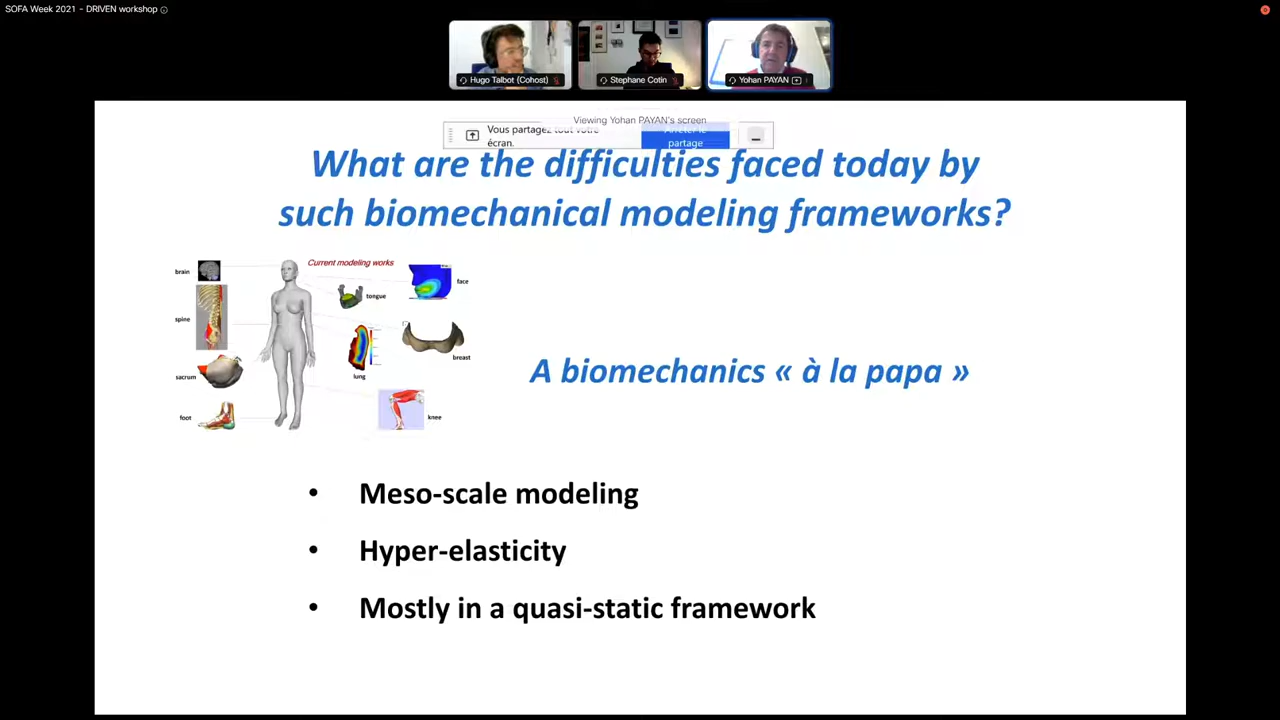 SOFA Week 2021 - DRIVEN workshop
Hugo Talbot (Cohost)
Stephane Cotin
Yohan PAYAN
Viewing Yohan PAYAN's screen
Vous partagez tout votre
écran.
Arrêter le
partage
What are the difficulties faced today by
such biomechanical modeling frameworks?
Current modeling works
brain
face
tongue
spine
breast
sacrum
lung
foot
knee
A biomechanics « à la papa »
• Meso-scale modeling
• Hyper-elasticity
• Mostly in a quasi-static framework